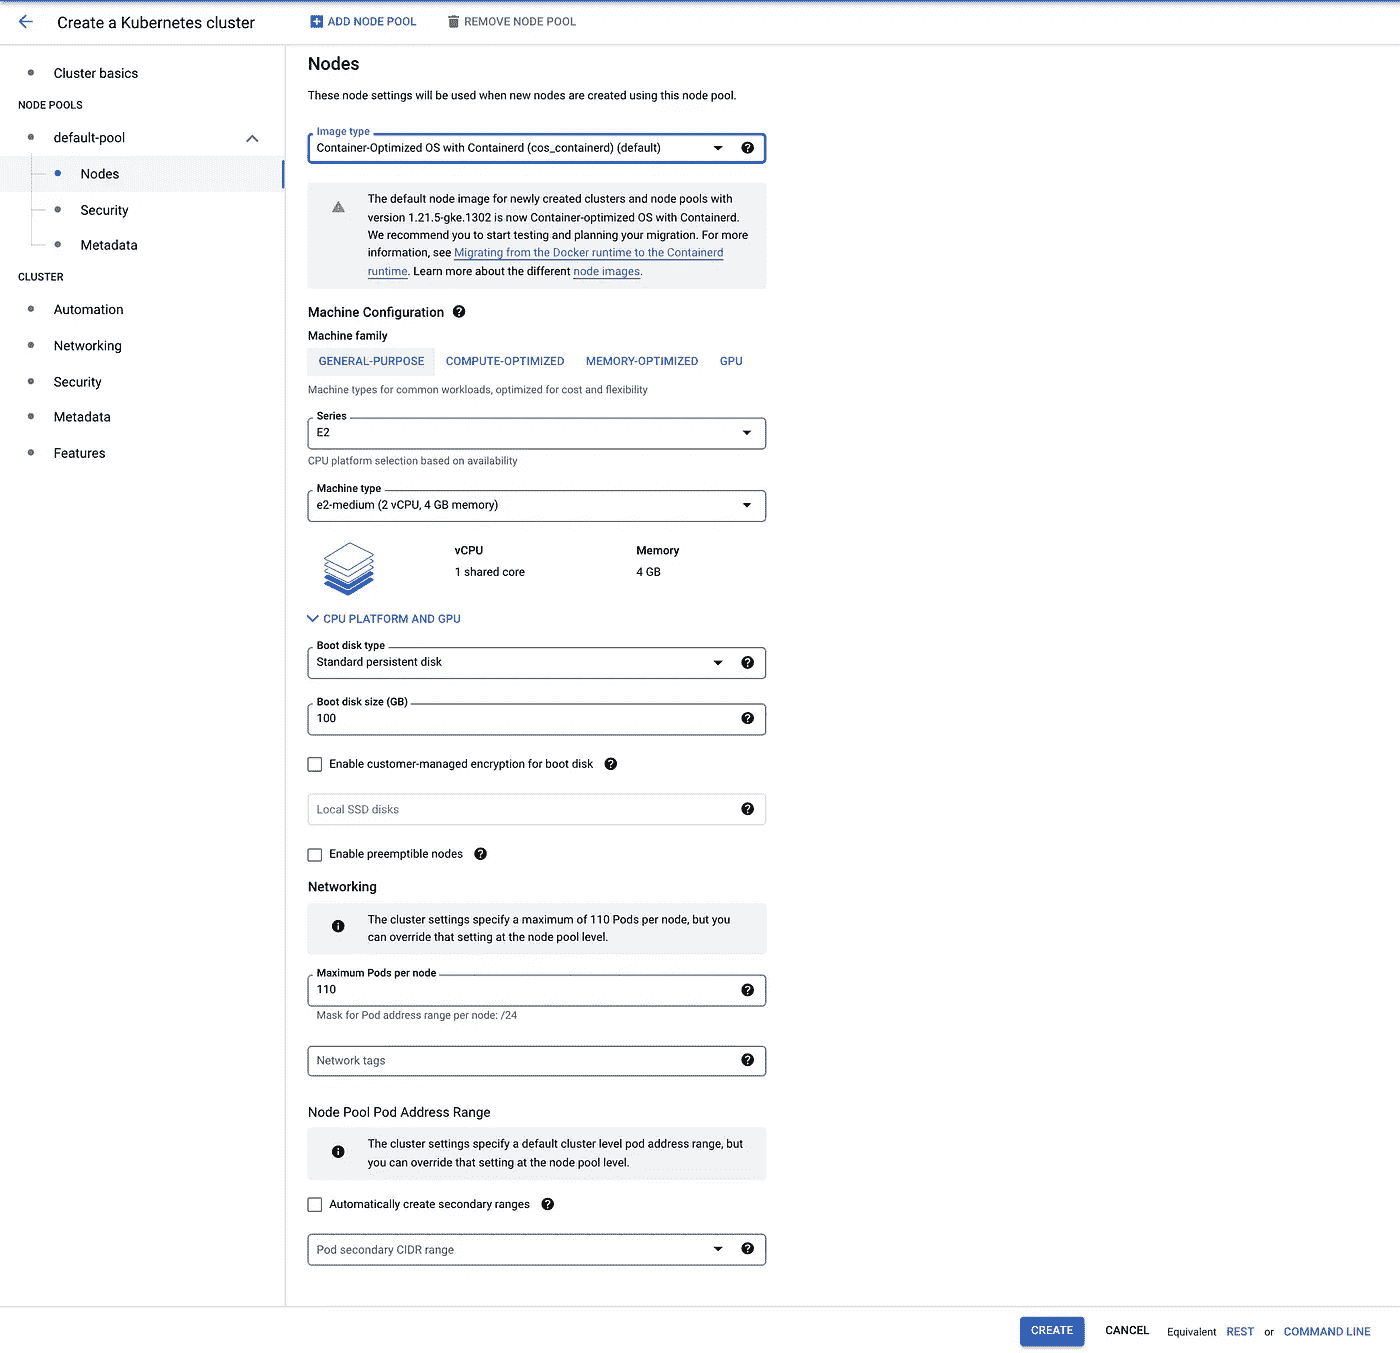 Create a Kubernetes cluster
ADD NODE POOL
REMOVE NODE POOL
Cluster basics
NODE POOLS
default-pool
Nodes
Security
Metadata
CLUSTER
Automation
Networking
Security
Metadata
Features
Nodes
These node settings will be used when new nodes are created using this node pool.
Image type
Container-Optimized OS with Containerd (cos_containerd) (default)
The default node image for newly created clusters and node pools with
version 1.21.5-gke.1302 is now Container-optimized OS with Containerd.
We recommend you to start testing and planning your migration. For more
information, see Migrating from the Docker runtime to the Containerd
runtime. Learn more about the different node images.
Machine Configuration
Machine family
GENERAL-PURPOSE COMPUTE-OPTIMIZED MEMORY-OPTIMIZED GPU
Machine types for common workloads, optimized for cost and flexibility
Series
E2
CPU platform selection based on availability
Machine type
e2-medium (2 vCPU, 4 GB memory)
vCPU Memory
1 shared core 4 GB
CPU PLATFORM AND GPU
Boot disk type
Standard persistent disk
Boot disk size (GB)
100
Enable customer-managed encryption for boot disk
Local SSD disks
Enable preemptible nodes
Networking
The cluster settings specify a maximum of 110 Pods per node, but you
can override that setting at the node pool level.
Maximum Pods per node
110
Mask for Pod address range per node: /24
Network tags
Node Pool Pod Address Range
The cluster settings specify a default cluster level pod address range, but
you can override that setting at the node pool level.
Automatically create secondary ranges
Pod secondary CIDR range
CREATE CANCEL Equivalent REST or COMMAND LINE